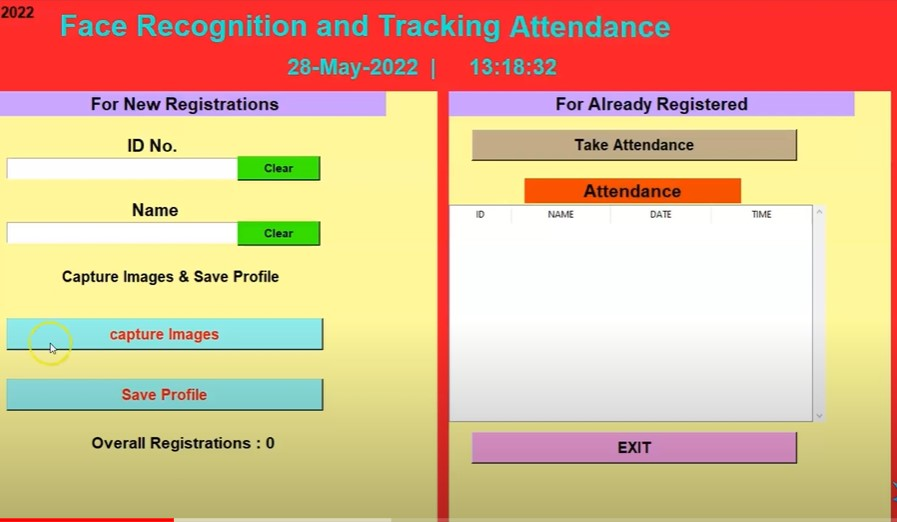 2022
Face Recognition and Tracking Attendance
28-May-2022 | 13:18:32
For New Registrations
ID No.
Clear
Name
Clear
Capture Images & Save Profile
capture Images
Save Profile
Overall Registrations : 0
For Already Registered
Take Attendance
Attendance
ID NAME DATE TIME
EXIT